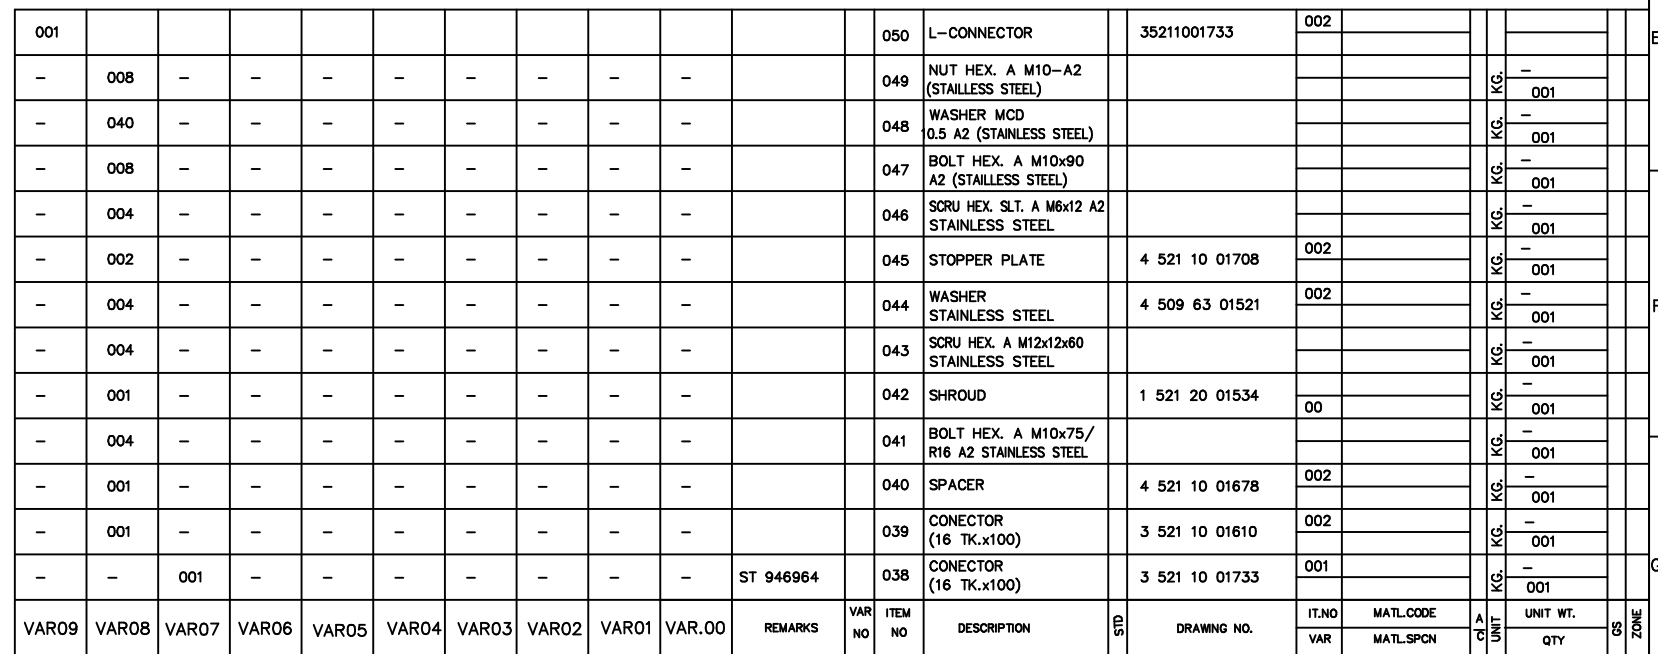 001 050 L-CONNECTOR 35211001733 002
- 008 - - - - - - - - 049 NUT HEX. A M10-A2 (STAILLESS STEEL) KG. - 001
- 040 - - - - - - - - 048 WASHER MCD 10.5 A2 (STAINLESS STEEL) KG. - 001
- 008 - - - - - - - - 047 BOLT HEX. A M10x90 A2 (STAILLESS STEEL) KG. - 001
- 004 - - - - - - - - 046 SCRU HEX. SLT. A M6x12 A2 STAINLESS STEEL KG. - 001
- 002 - - - - - - - - 045 STOPPER PLATE 4 521 10 01708 002 KG. - 001
- 004 - - - - - - - - 044 WASHER STAINLESS STEEL 4 509 63 01521 002 KG. - 001
- 004 - - - - - - - - 043 SCRU HEX. A M12x12x60 STAINLESS STEEL KG. - 001
- 001 - - - - - - - - 042 SHROUD 1 521 20 01534 00 KG. - 001
- 004 - - - - - - - - 041 BOLT HEX. A M10x75/ R16 A2 STAINLESS STEEL KG. - 001
- 001 - - - - - - - - 040 SPACER 4 521 10 01678 002 KG. - 001
- 001 - - - - - - - - 039 CONECTOR (16 TK.x100) 3 521 10 01610 002 KG. - 001
- - 001 - - - - - - - ST 946964 038 CONECTOR (16 TK.x100) 3 521 10 01733 001 KG. - 001
VAR09 VAR08 VAR07 VAR06 VAR05 VAR04 VAR03 VAR02 VAR01 VAR.00 REMARKS VAR NO ITEM NO DESCRIPTION STD DRAWING NO. IT.NO MATL.CODE A UNIT UNIT WT. GS ZONE
VAR MATL.SPCN QTY